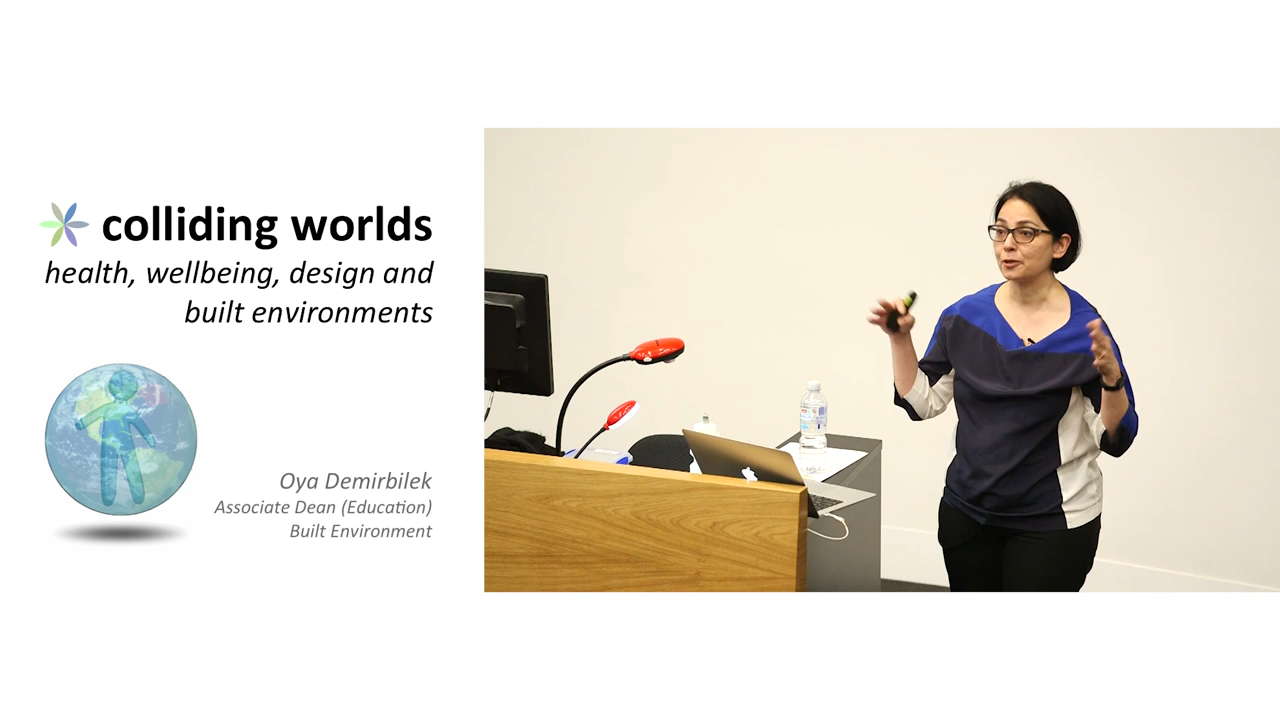 colliding worlds
health, wellbeing, design and
built environments
Oya Demirbilek
Associate Dean (Education)
Built Environment